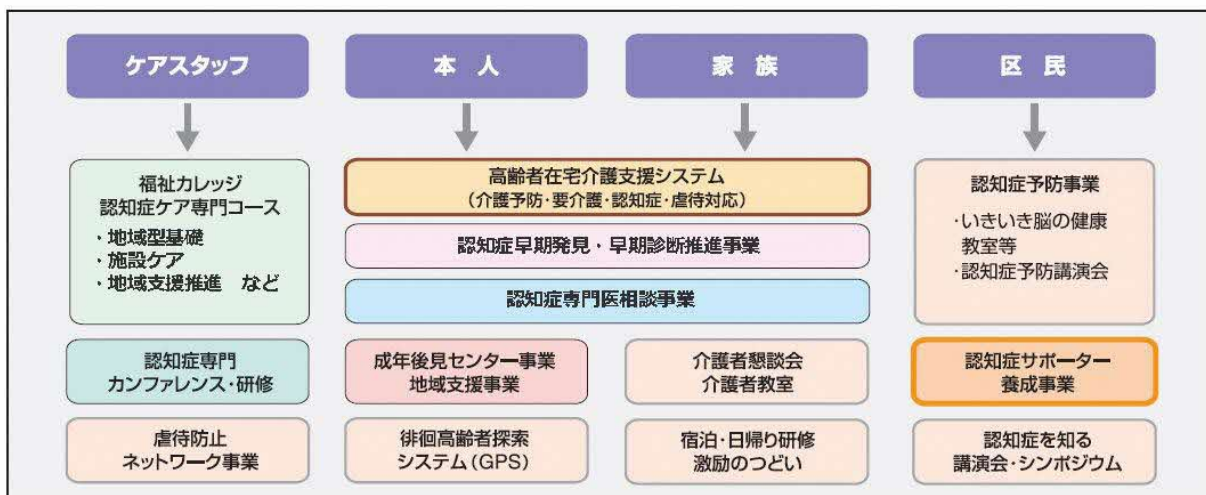 ケアスタッフ
本人
家族
区民
福祉カレッジ
認知症ケア専門コース
・地域型基礎
・施設ケア
・地域支援推進 など
高齢者在宅介護支援システム
(介護予防・要介護・認知症・虐待対応)
認知症早期発見・早期診断推進事業
認知症専門医相談事業
認知症予防事業
・いきいき脳の健康
教室等
・認知症予防講演会
認知症専門
カンファレンス・研修
成年後見センター事業
地域支援事業
介護者懇談会
介護者教室
認知症サポーター
養成事業
虐待防止
ネットワーク事業
徘徊高齢者探索
システム(GPS)
宿泊・日帰り研修
激励のつどい
認知症を知る
講演会・シンポジウム